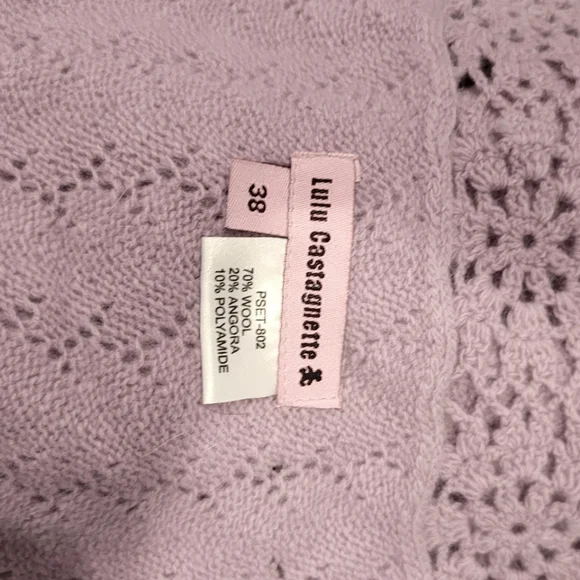 Lulu Castagnette
38
PSET-802
70% WOOL
20% ANGORA
10% POLYAMIDE